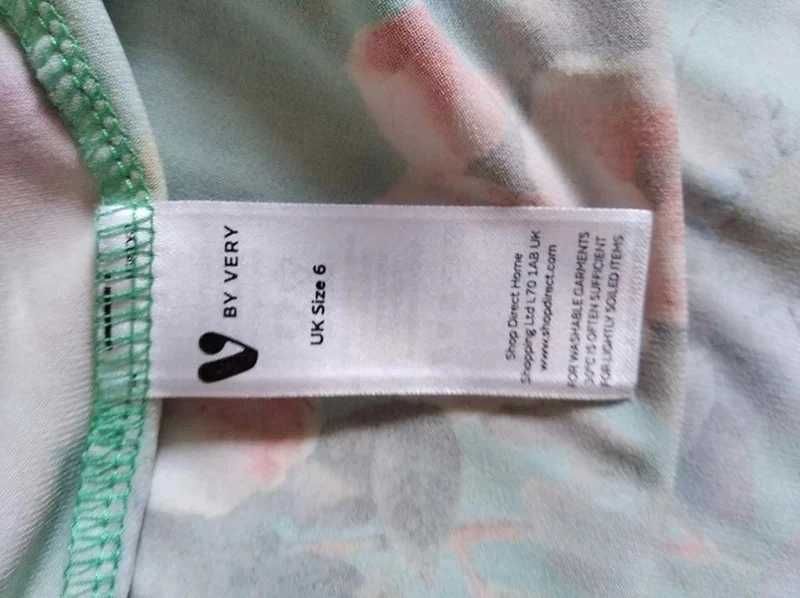 V BY VERY
UK Size 6
Shop Direct Home
Shopping Ltd L70 1AB UK
www.shopdirect.com
FOR WASHABLE GARMENTS
30°C IS OFTEN SUFFICIENT
FOR LIGHTLY SOILED ITEMS